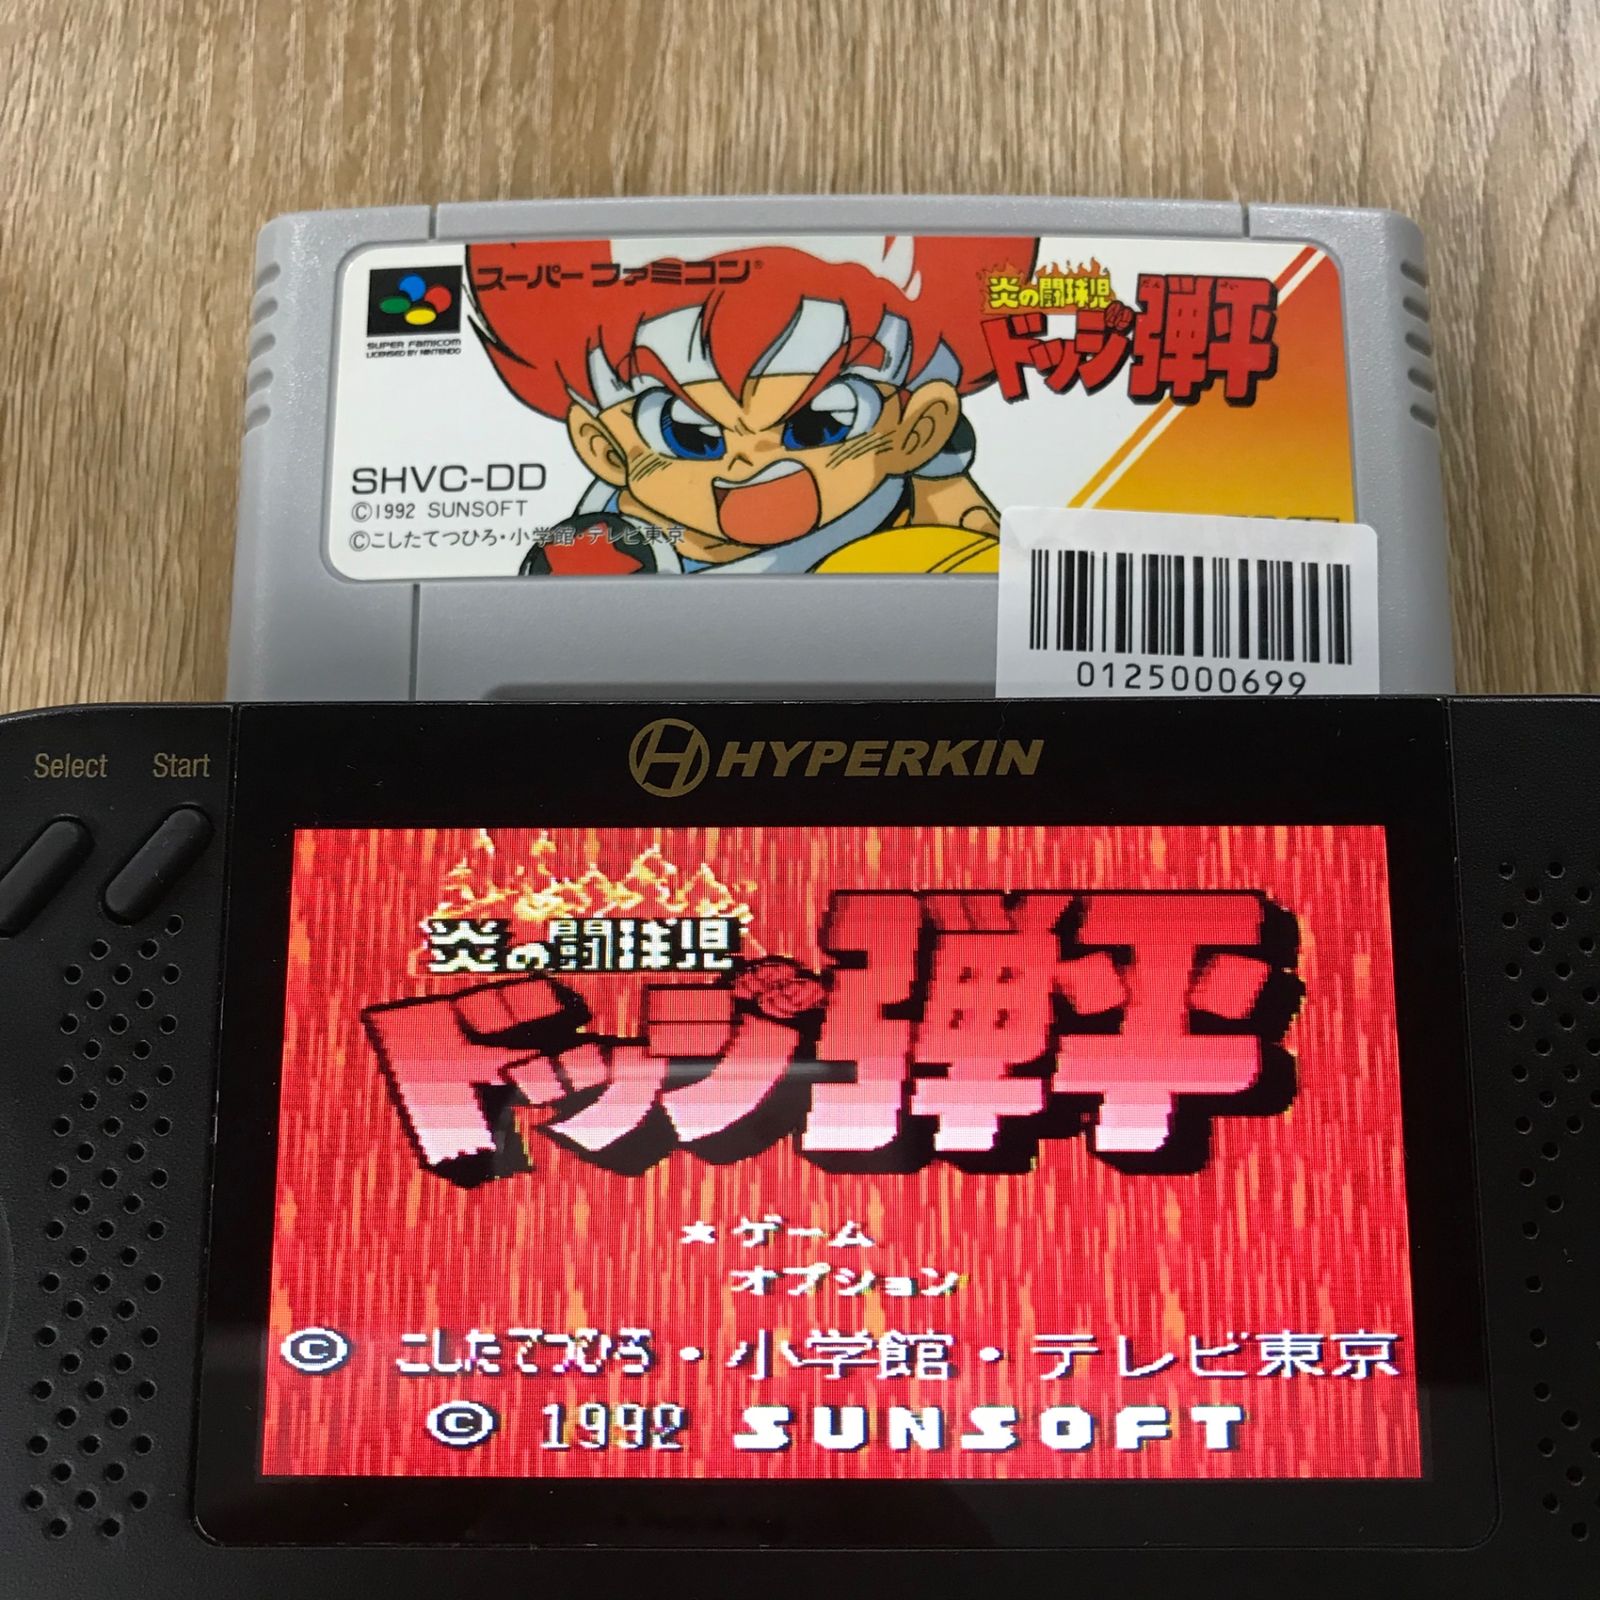 スーパーファミコン®
SUPER FAMICOM
LICENSED BY NINTENDO
炎の闘球児
ドッジ弾平
SHVC-DD
©1992 SUNSOFT
©こしたてつひろ・小学館・テレビ東京
0125000699
Select
Start
HYPERKIN
炎の闘球児
ドッジ弾平
★ゲーム
オプション
© こしたてつひろ・小学館・テレビ東京
© 1992 SUNSOFT